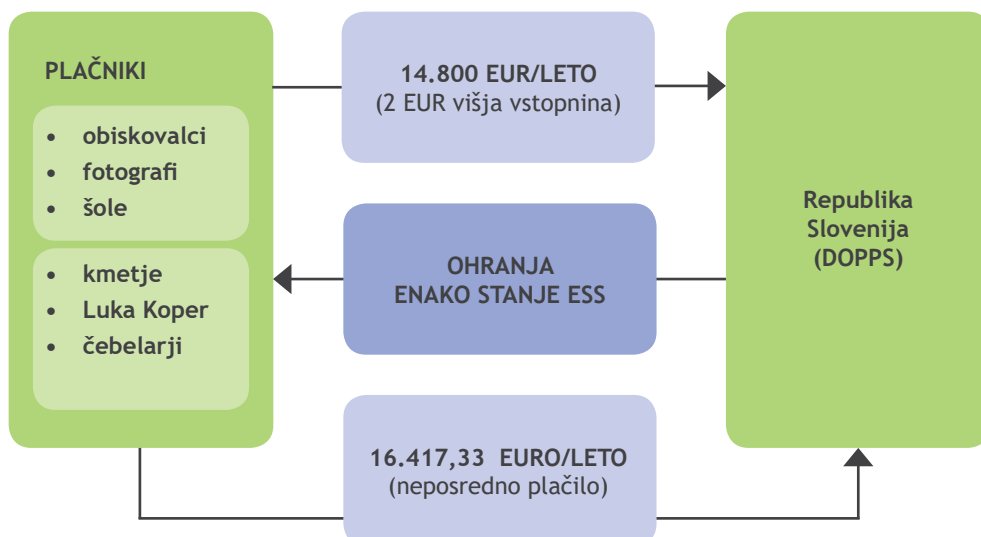 PLAČNIKI
• obiskovalci
• fotografi
• šole
• kmetje
• Luka Koper
• čebelarji
14.800 EUR/LETO
(2 EUR višja vstopnina)
OHRANJA
ENAKO STANJE ESS
16.417,33 EURO/LETO
(neposredno plačilo)
Republika
Slovenija
(DOPPS)